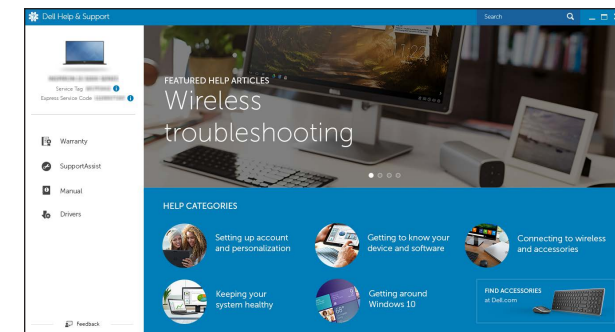 Dell Help & Support
Search
Service Tag
Express Service Code
Warranty
SupportAssist
Manual
Drivers
Feedback
FEATURED HELP ARTICLES
Wireless
troubleshooting
HELP CATEGORIES
Setting up account
and personalization
Getting to know your
device and software
Connecting to wireless
and accessories
Keeping your
system healthy
Getting around
Windows 10
FIND ACCESSORIES
at Dell.com